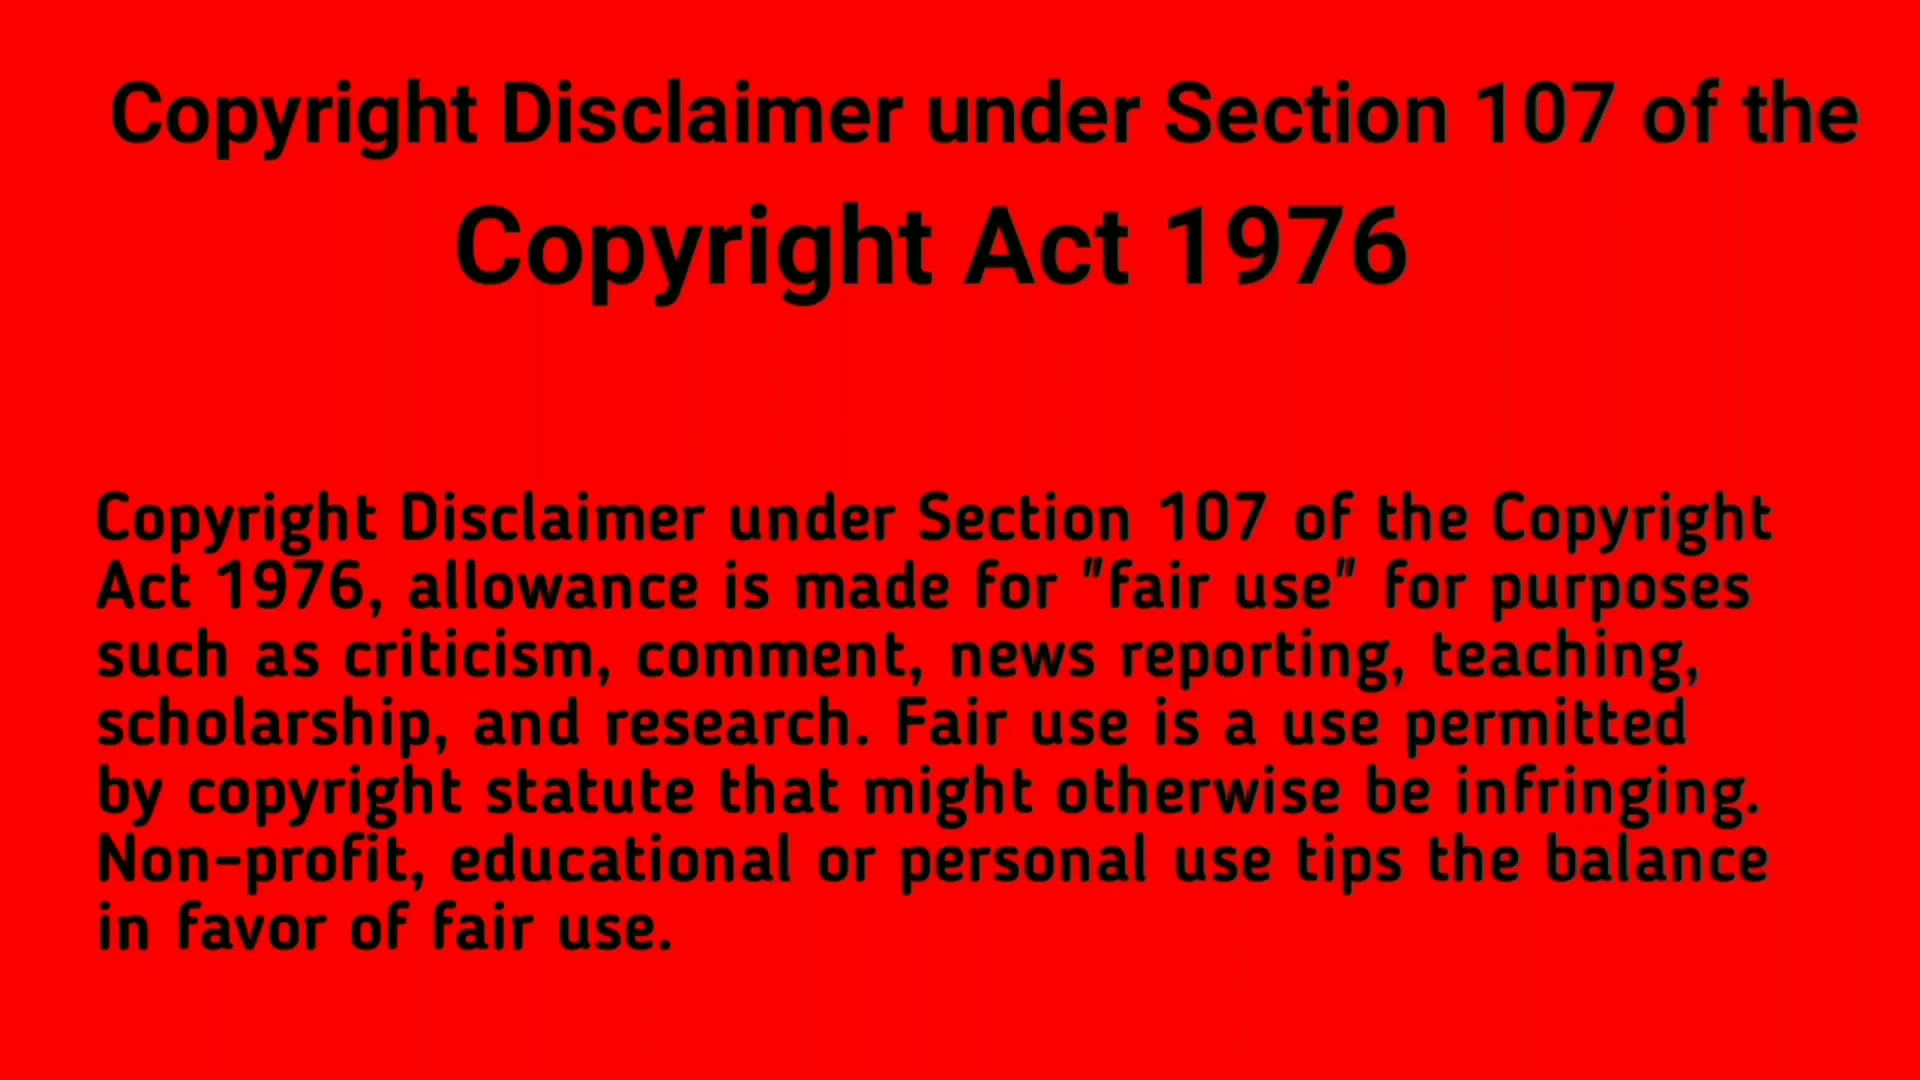 Copyright Disclaimer under Section 107 of the
Copyright Act 1976
Copyright Disclaimer under Section 107 of the Copyright
Act 1976, allowance is made for "fair use" for purposes
such as criticism, comment, news reporting, teaching,
scholarship, and research. Fair use is a use permitted
by copyright statute that might otherwise be infringing.
Non-profit, educational or personal use tips the balance
in favor of fair use.